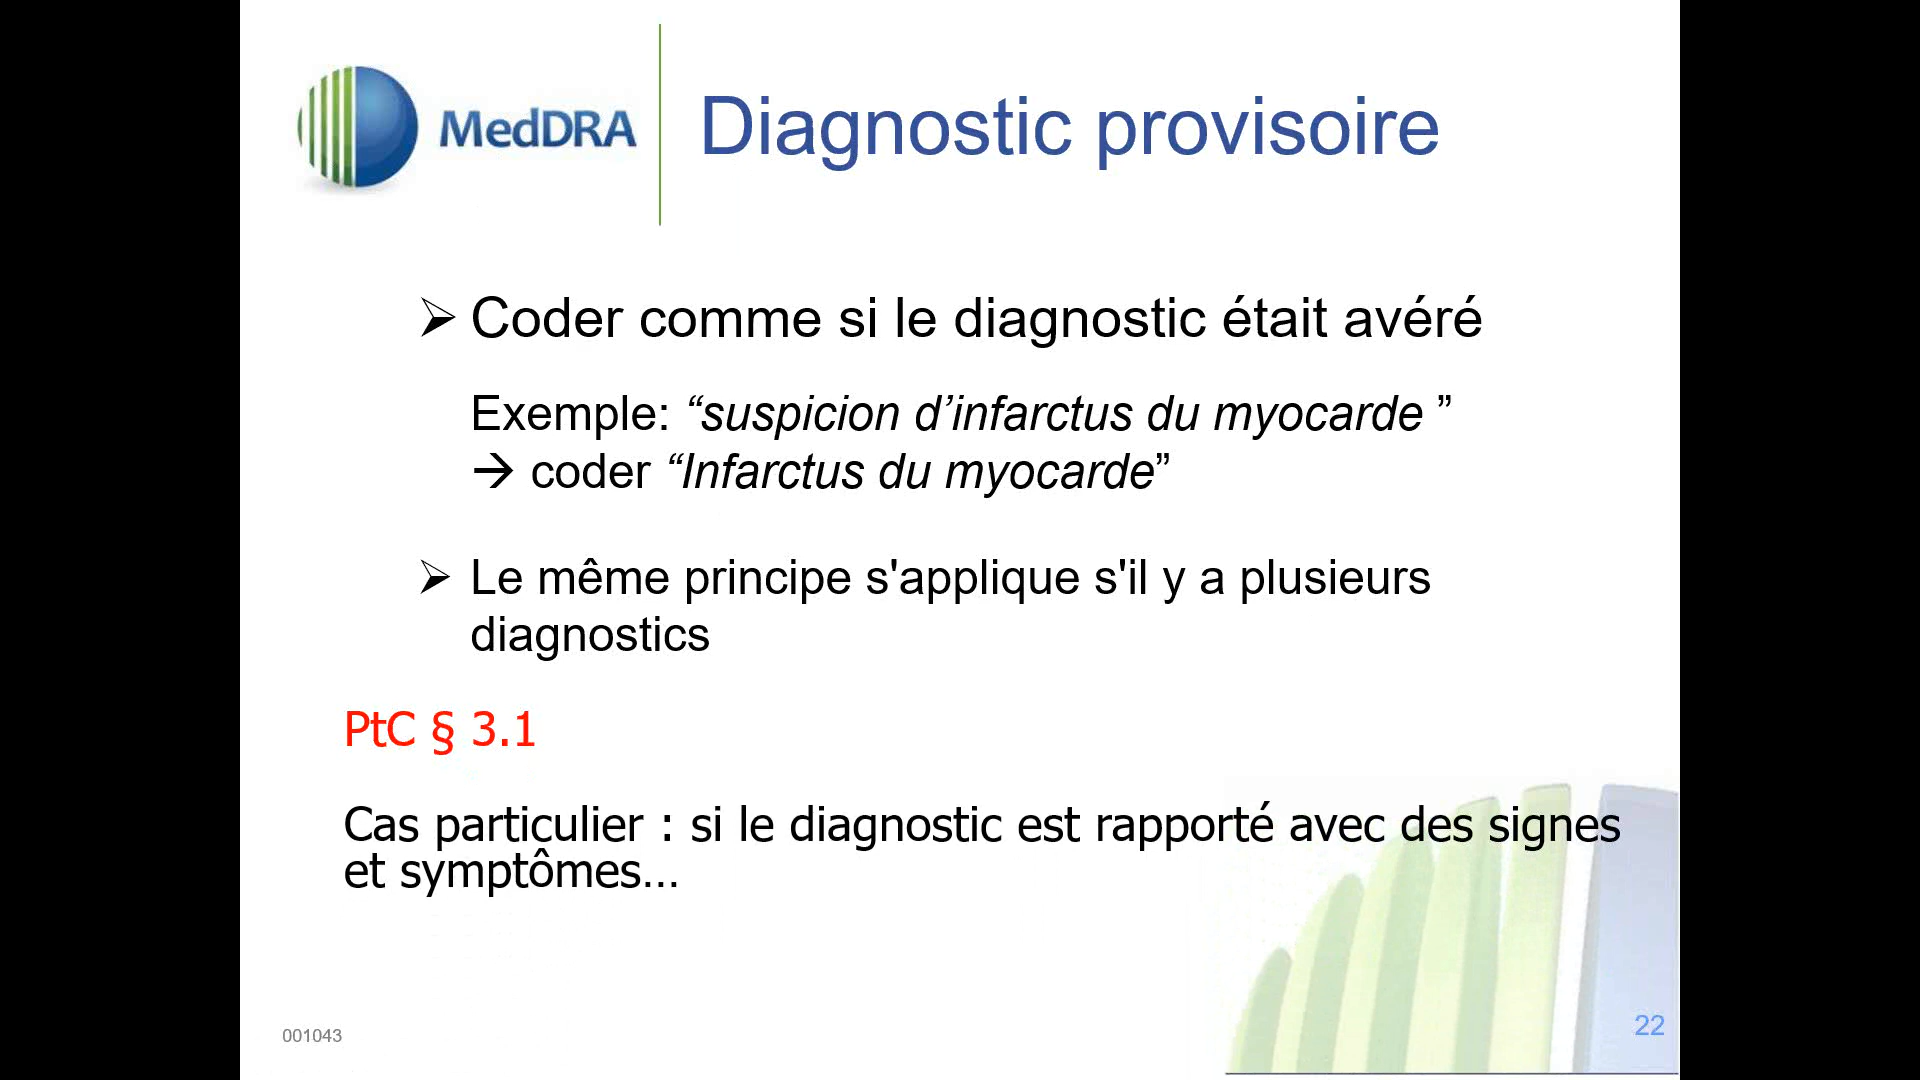 MedDRA
Diagnostic provisoire
➢ Coder comme si le diagnostic était avéré
Exemple: “suspicion d’infarctus du myocarde ”
→ coder “Infarctus du myocarde”
➢ Le même principe s'applique s'il y a plusieurs
diagnostics
PtC § 3.1
Cas particulier : si le diagnostic est rapporté avec des signes
et symptômes…
001043
22